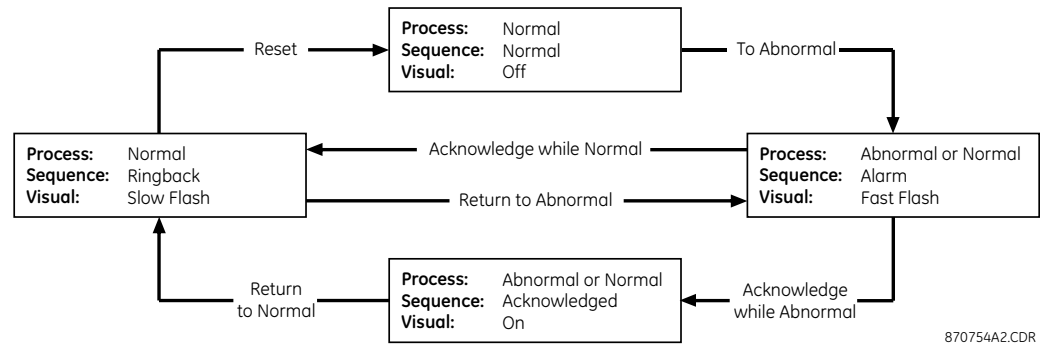 Process: Normal
Sequence: Normal
Visual: Off
Reset
To Abnormal
Process: Normal
Sequence: Ringback
Visual: Slow Flash
Acknowledge while Normal
Return to Abnormal
Process: Abnormal or Normal
Sequence: Alarm
Visual: Fast Flash
Return
to Normal
Process: Abnormal or Normal
Sequence: Acknowledged
Visual: On
Acknowledge
while Abnormal
870754A2.CDR